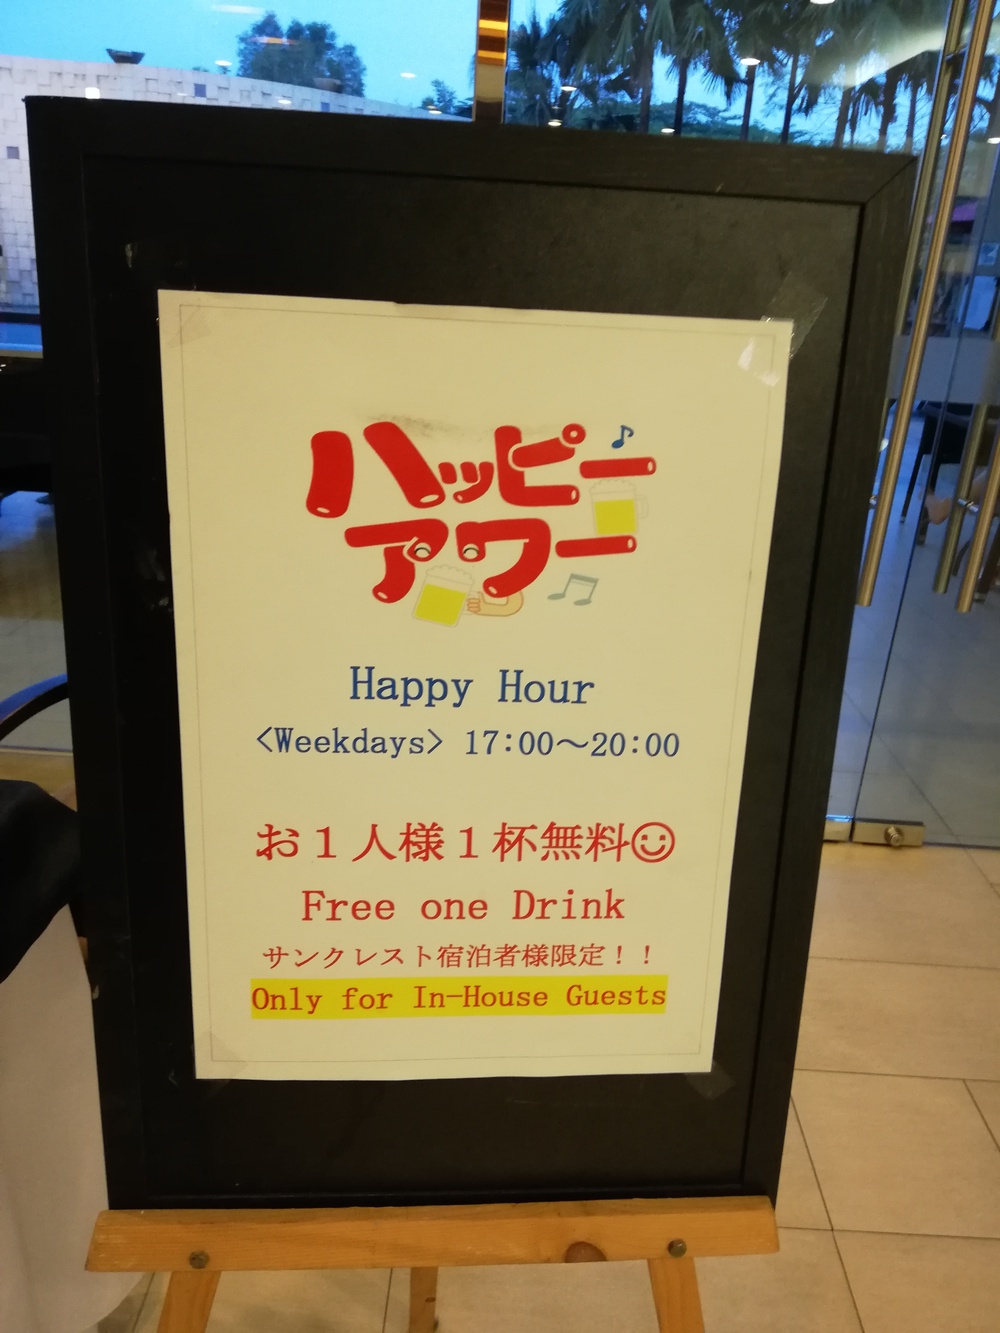 ハッピー
アワー
Happy Hour
<Weekdays> 17:00～20:00
お１人様１杯無料☺
Free one Drink
サンクレスト宿泊者様限定！！
Only for In-House Guests